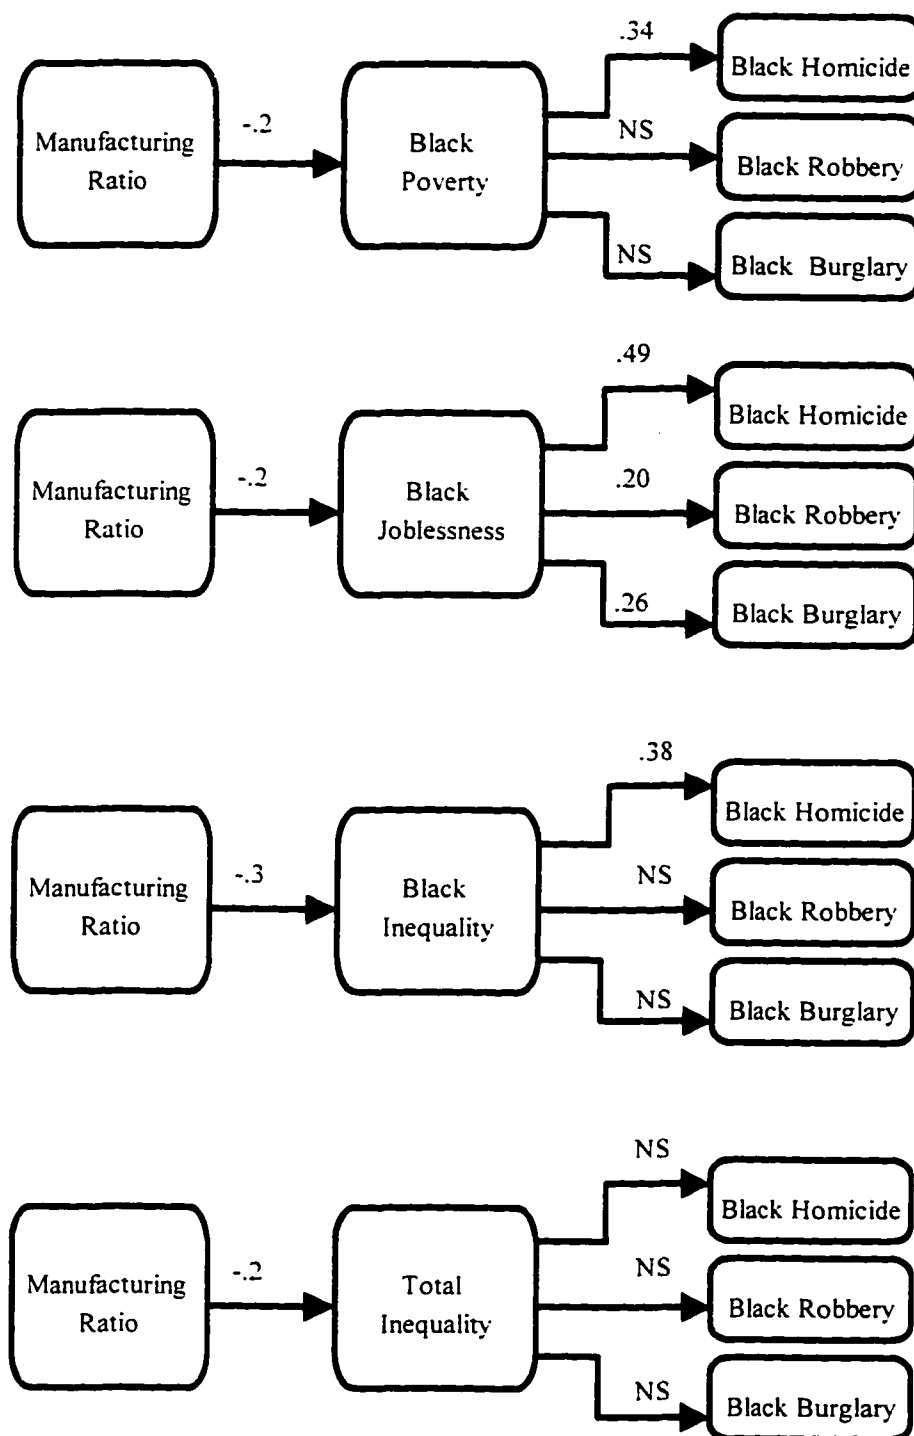 .34
Black Homicide
-.2
NS
Manufacturing
Ratio
Black
Poverty
Black Robbery
NS
Black Burglary
.49
Black Homicide
-.2
.20
Manufacturing
Ratio
Black
Joblessness
Black Robbery
.26
Black Burglary
.38
Black Homicide
-.3
NS
Manufacturing
Ratio
Black
Inequality
Black Robbery
NS
Black Burglary
NS
Black Homicide
-.2
NS
Manufacturing
Ratio
Total
Inequality
Black Robbery
NS
Black Burglary